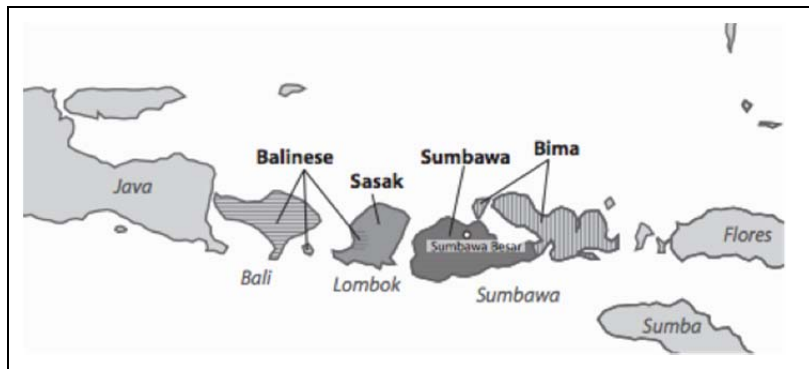 Balinese
Sasak
Sumbawa
Bima
Java
Sumbawa Besar
Flores
Bali
Lombok
Sumbawa
Sumba